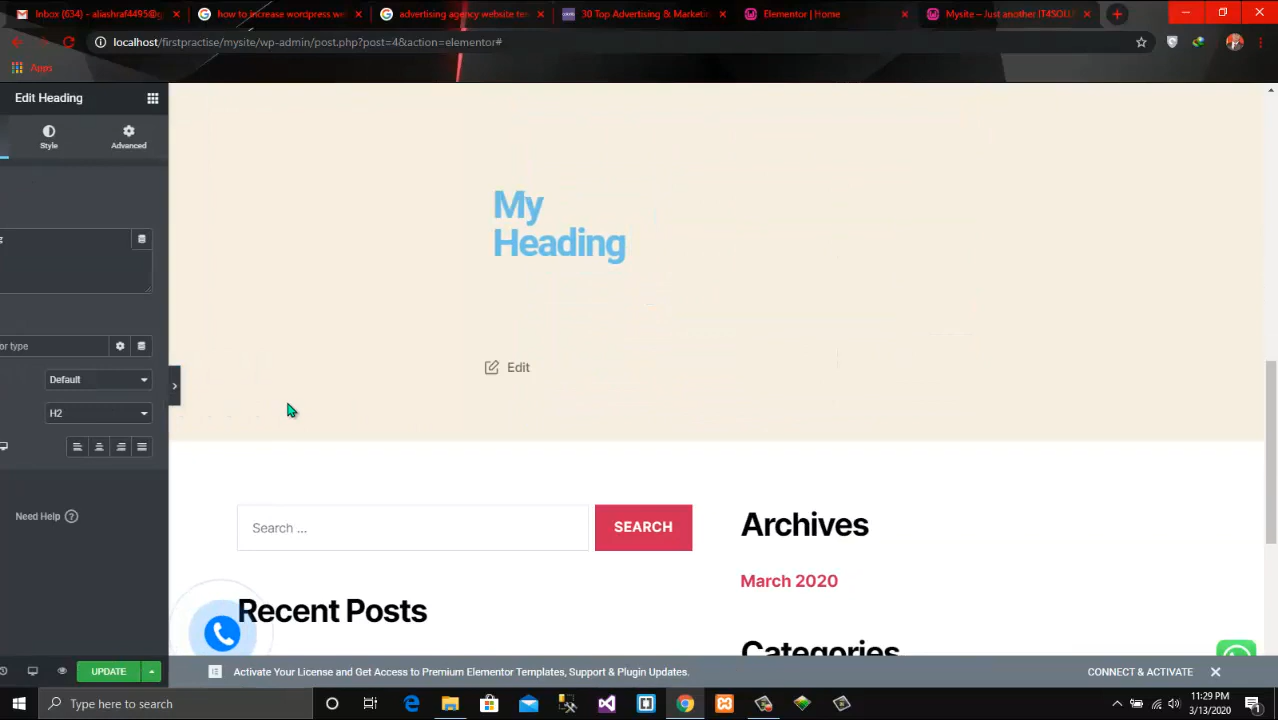 Inbox (634) - aliashraf4495@g
how to increase wordpress we
advertising agency website te
30 Top Advertising & Marketi
Elementor | Home
Mysite – Just another IT4SOLU
localhost/firstpractise/mysite/wp-admin/post.php?post=4&action=elementor#
Apps
Edit Heading
Style
Advanced
My
Heading
or type
Edit
Default
H2
Need Help
Search ...
SEARCH
Archives
March 2020
Recent Posts
Categories
UPDATE
Activate Your License and Get Access to Premium Elementor Templates, Support & Plugin Updates.
CONNECT & ACTIVATE
Type here to search
11:29 PM
3/13/2020